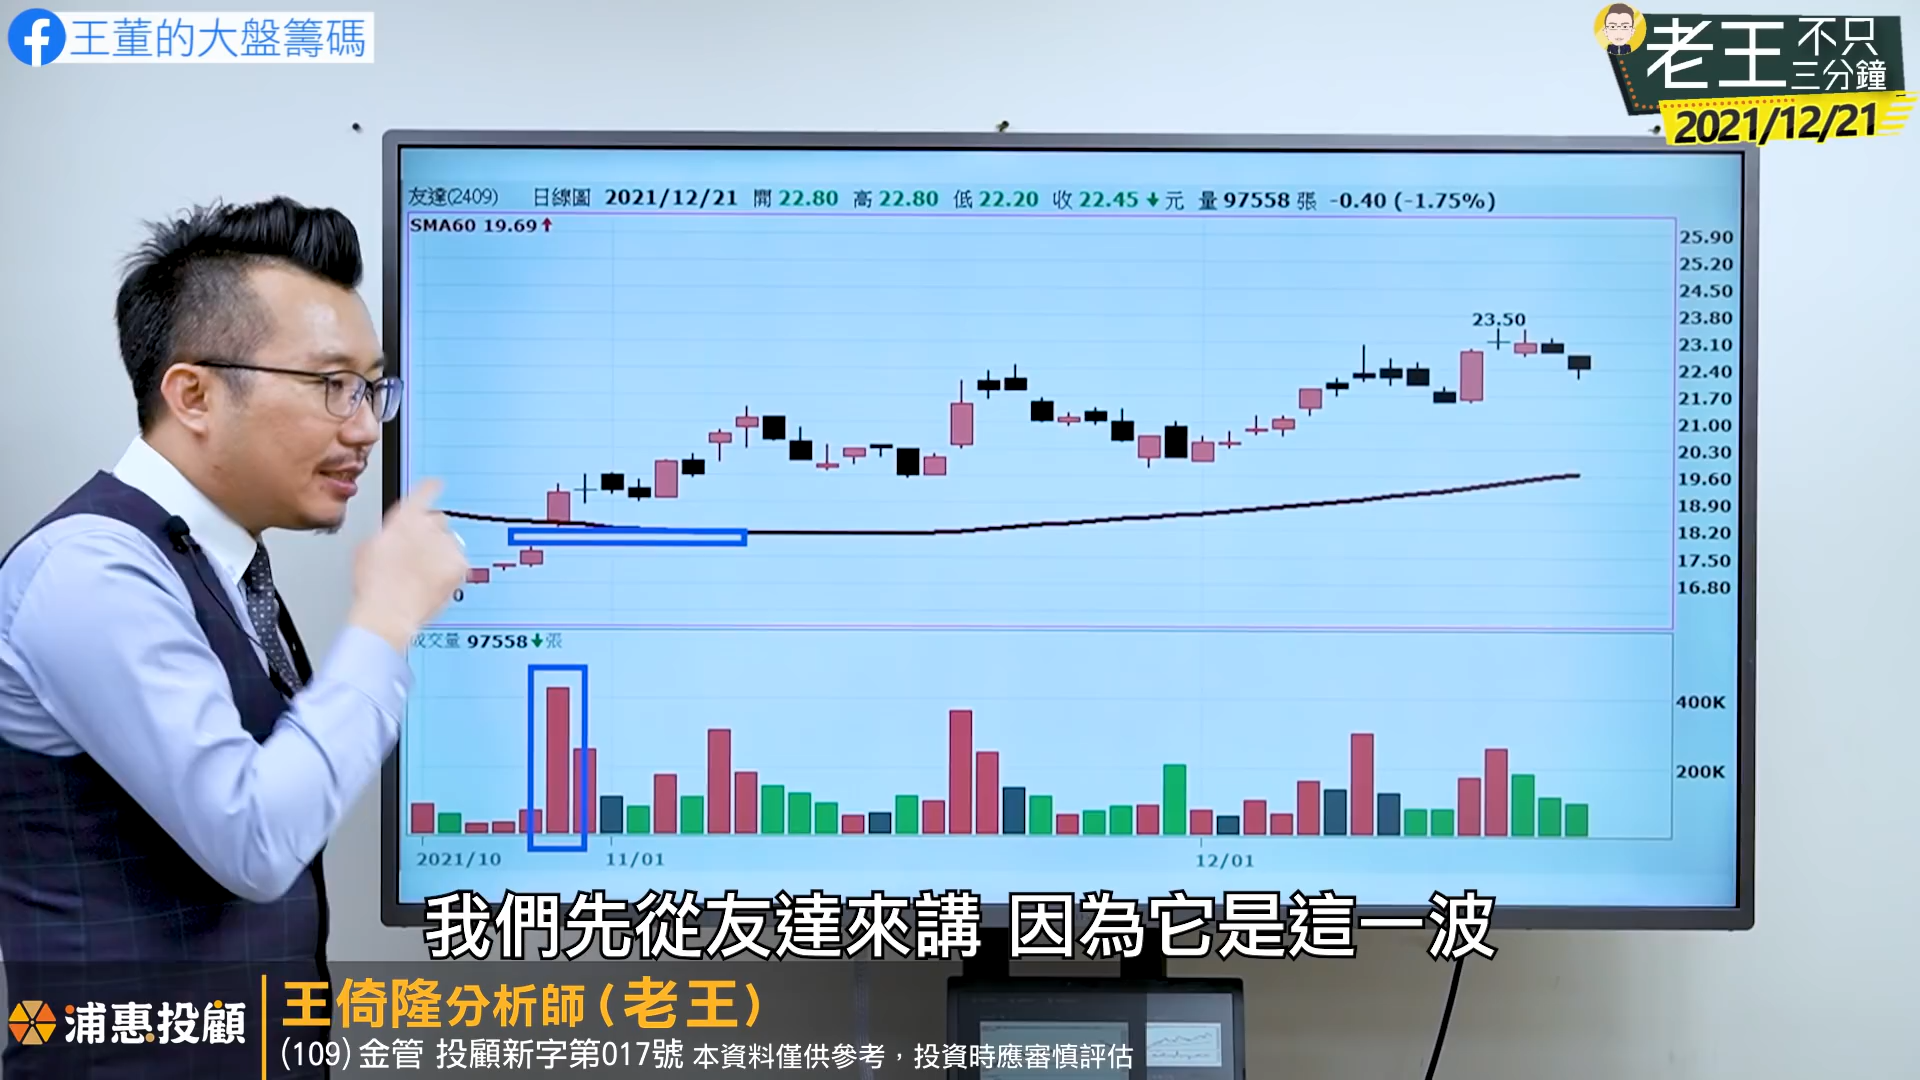 王董的大盤籌碼
老王不只三分鐘
2021/12/21
友達(2409) 日線圖 2021/12/21 開 22.80 高 22.80 低 22.20 收 22.45↓元 量 97558 張 -0.40 (-1.75%)
SMA60 19.69↑
25.90
25.20
24.50
23.80
23.10
22.40
21.70
21.00
20.30
19.60
18.90
18.20
17.50
16.80
23.50
0
成交量 97558↓張
400K
200K
2021/10 11/01 12/01
我們先從友達來講 因為它是這一波
浦惠投顧
王倚隆分析師(老王)
(109)金管 投顧新字第017號 本資料僅供參考，投資時應審慎評估